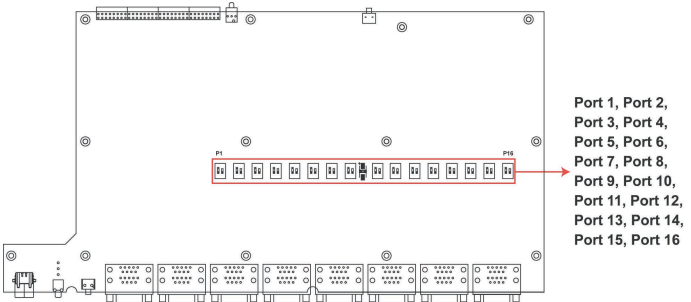 P1
P16
Port 1, Port 2,
Port 3, Port 4,
Port 5, Port 6,
Port 7, Port 8,
Port 9, Port 10,
Port 11, Port 12,
Port 13, Port 14,
Port 15, Port 16